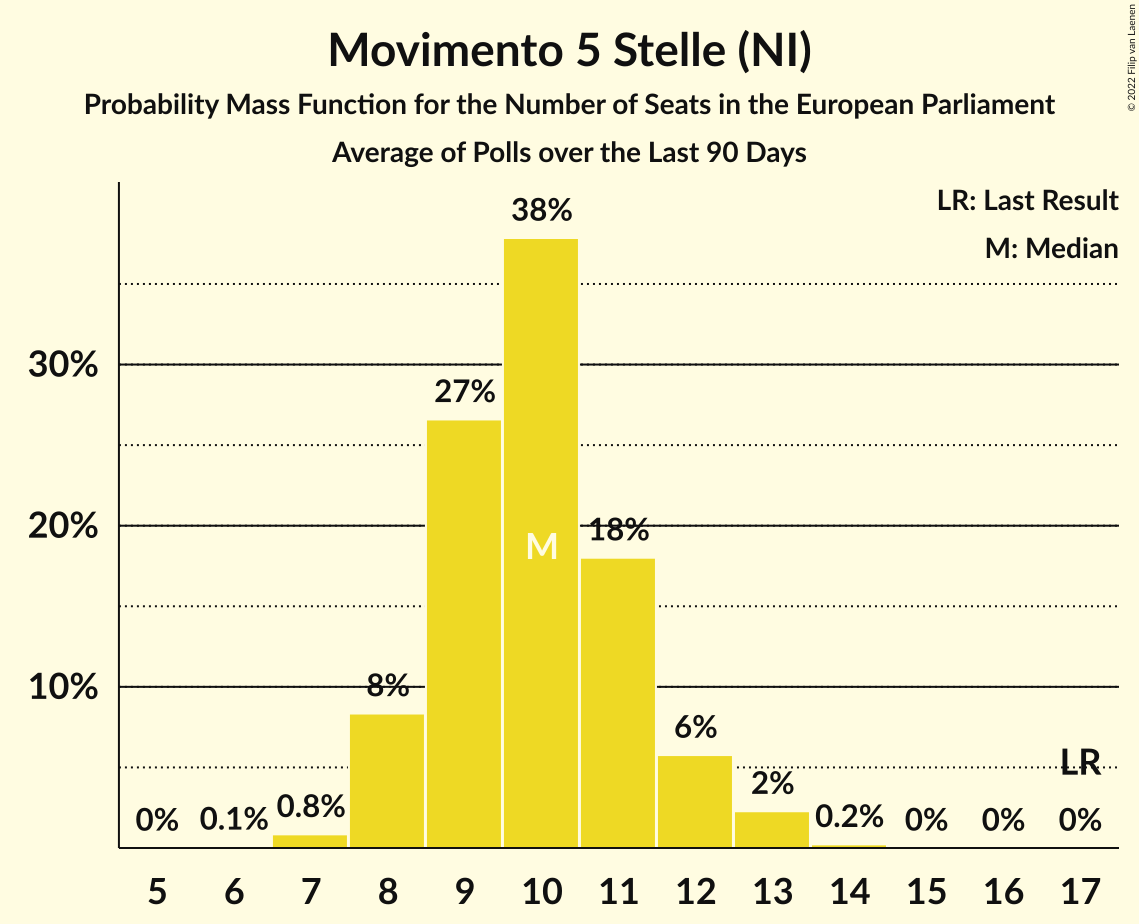 Movimento 5 Stelle (NI)
Probability Mass Function for the Number of Seats in the European Parliament
Average of Polls over the Last 90 Days
© 2022 Filip van Laenen
LR: Last Result
M: Median
38%
30%
27%
20%
18%
M
10%
8%
6%
LR
2%
0% 0.1% 0.8% 0.2% 0% 0% 0%
5 6 7 8 9 10 11 12 13 14 15 16 17